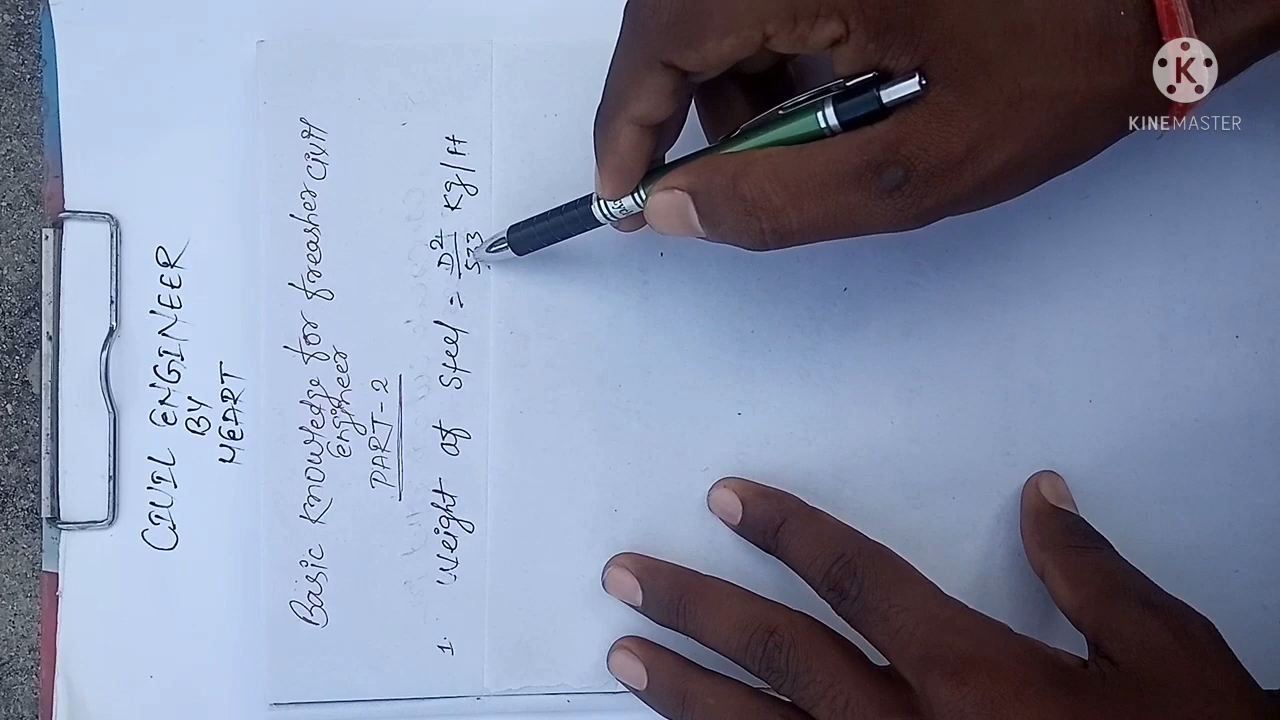 CIVIL ENGINEER
BY
HEART
Basic Knowledge for freasher civil
engineer
PART-2
1. Weight of Steel = D²/533 Kg/ft
KINEMASTER